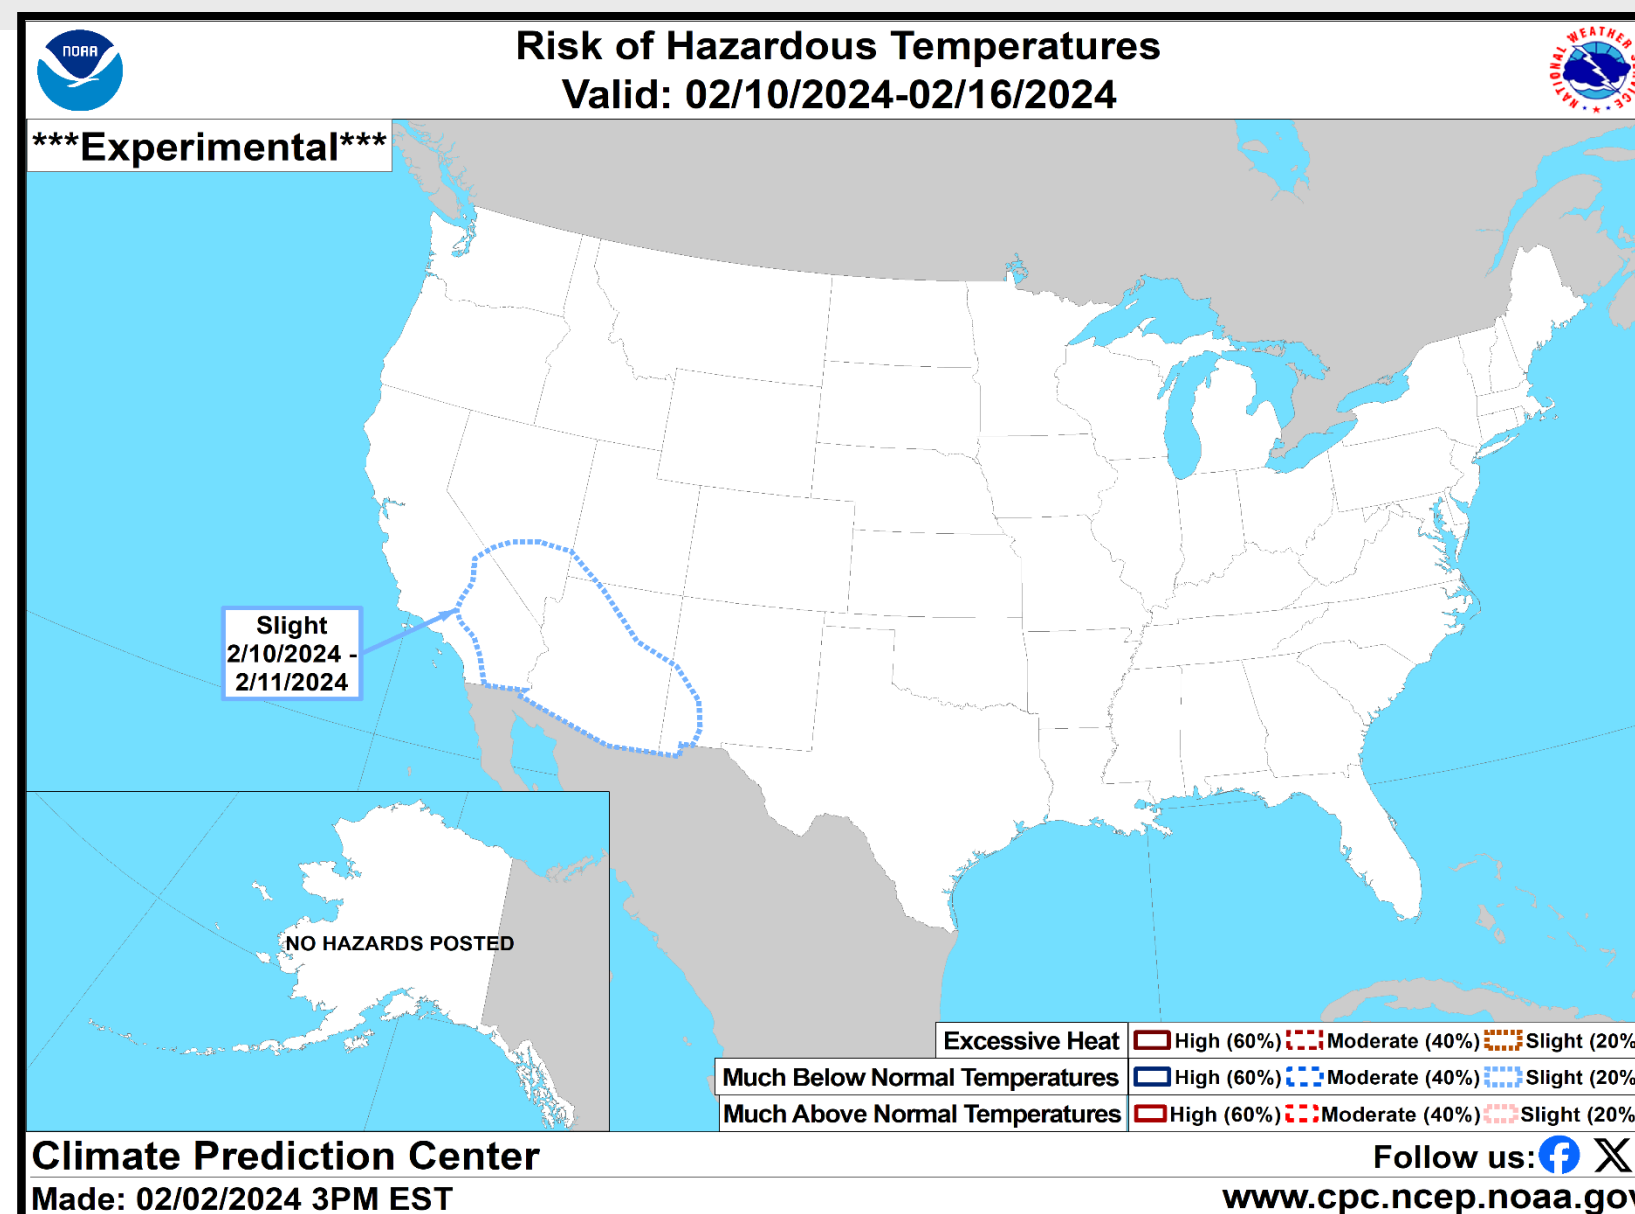 NOAA
Risk of Hazardous Temperatures
Valid: 02/10/2024-02/16/2024
NATIONAL WEATHER SERVICE
***Experimental***
Slight
2/10/2024 -
2/11/2024
NO HAZARDS POSTED
Excessive Heat High (60%) Moderate (40%) Slight (20%
Much Below Normal Temperatures High (60%) Moderate (40%) Slight (20%
Much Above Normal Temperatures High (60%) Moderate (40%) Slight (20%
Climate Prediction Center
Follow us:
Made: 02/02/2024 3PM EST
www.cpc.ncep.noaa.gov